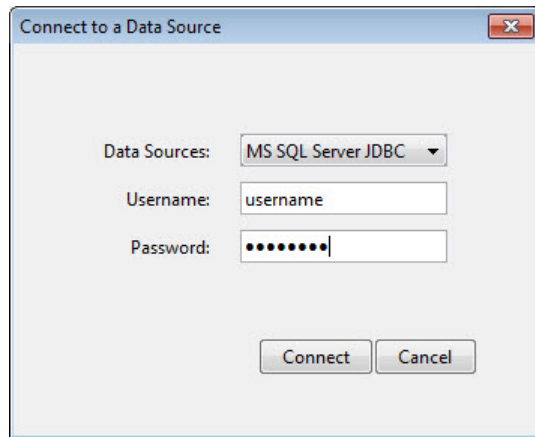 Connect to a Data Source
Data Sources: MS SQL Server JDBC
Username: username
Password: ••••••••
Connect Cancel